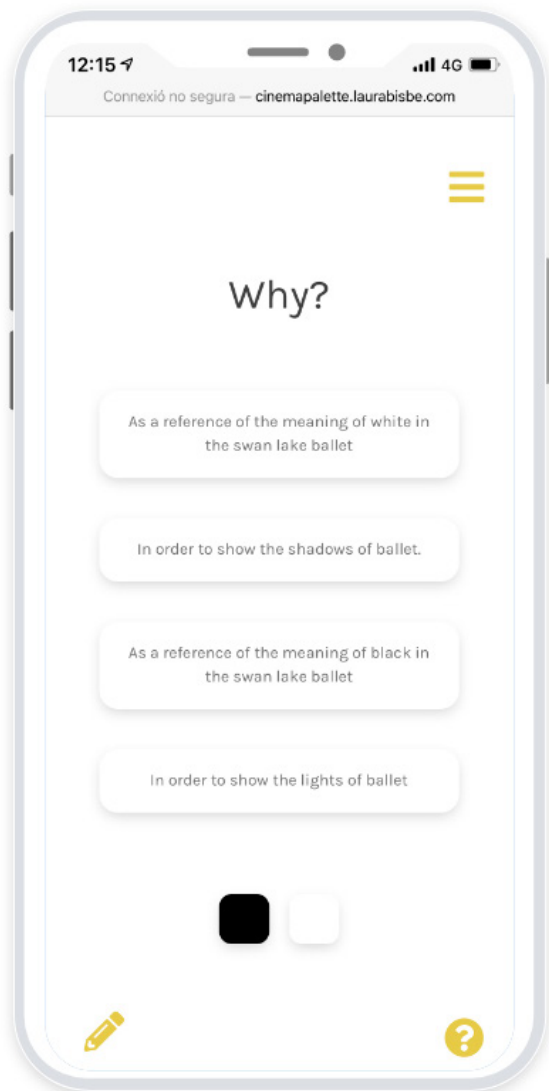 12:15
4G
Connexió no segura — cinemapalette.laurabisbe.com
Why?
As a reference of the meaning of white in
the swan lake ballet
In order to show the shadows of ballet.
As a reference of the meaning of black in
the swan lake ballet
In order to show the lights of ballet
?